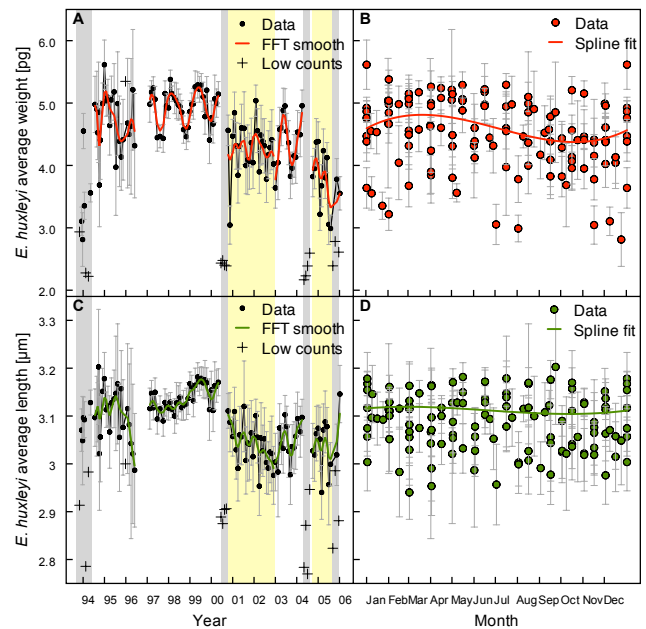 A
Data
FFT smooth
Low counts
B
Data
Spline fit
E. huxleyi average weight [pg]
6.0
5.0
4.0
3.0
2.0
C
Data
FFT smooth
Low counts
D
Data
Spline fit
E. huxleyi average length [µm]
3.3
3.2
3.1
3
2.9
2.8
94 95 96 97 98 99 00 01 02 03 04 05 06
Jan Feb Mar Apr May Jun Jul Aug Sep Oct Nov Dec
Year
Month